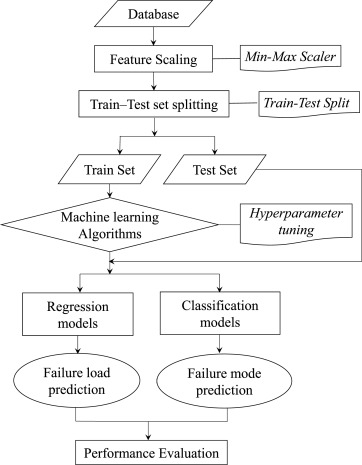 Database
Feature Scaling
Min-Max Scaler
Train–Test set splitting
Train-Test Split
Train Set
Test Set
Machine learning
Algorithms
Hyperparameter
tuning
Regression
models
Classification
models
Failure load
prediction
Failure mode
prediction
Performance Evaluation